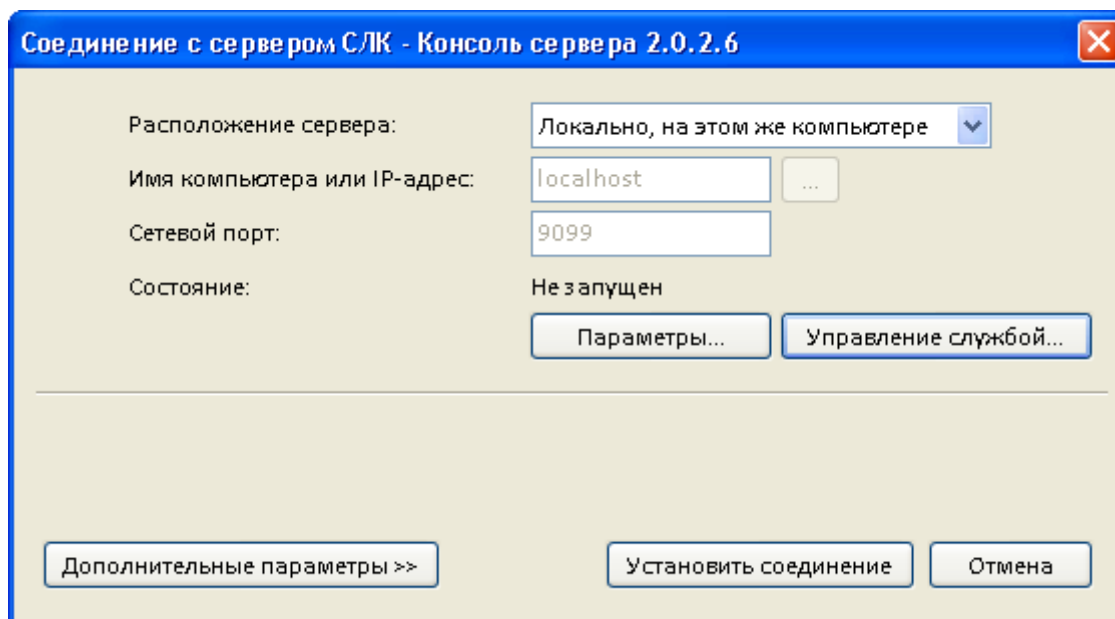 Соединение с сервером СЛК - Консоль сервера 2.0.2.6
Расположение сервера: Локально, на этом же компьютере
Имя компьютера или IP-адрес: localhost ...
Сетевой порт: 9099
Состояние: Не запущен
Параметры... Управление службой...
Дополнительные параметры >> Установить соединение Отмена